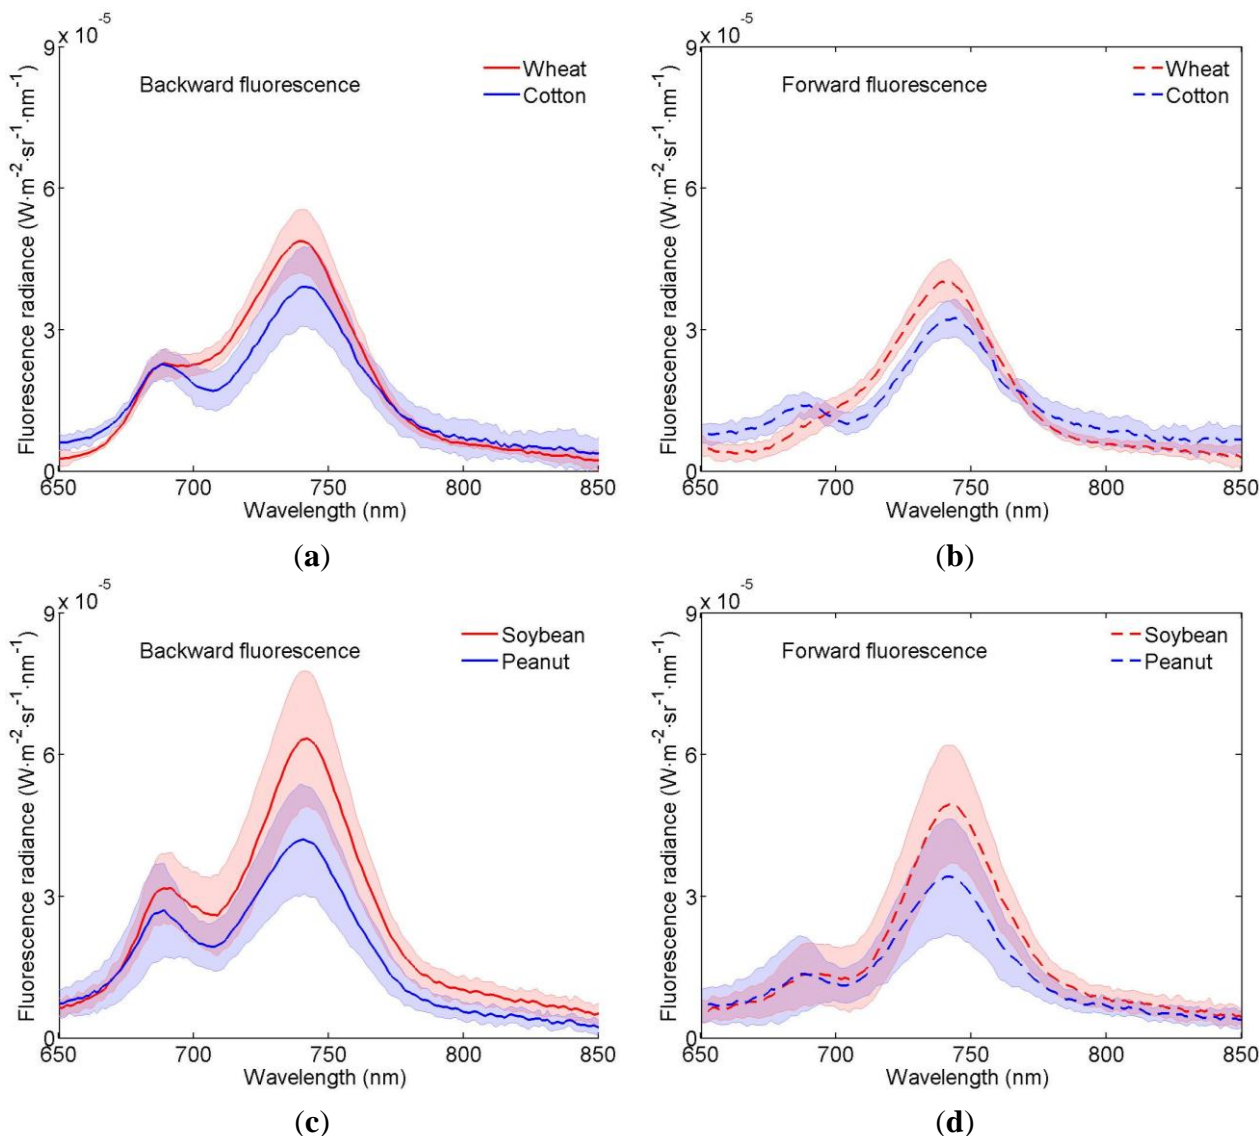 x 10-5
9
6
3
0
Fluorescence radiance (W·m-2·sr-1·nm-1)
Backward fluorescence
Wheat
Cotton
650 700 750 800 850
Wavelength (nm)
(a)
x 10-5
9
6
3
0
Fluorescence radiance (W·m-2·sr-1·nm-1)
Forward fluorescence
Wheat
Cotton
650 700 750 800 850
Wavelength (nm)
(b)
x 10-5
9
6
3
0
Fluorescence radiance (W·m-2·sr-1·nm-1)
Backward fluorescence
Soybean
Peanut
650 700 750 800 850
Wavelength (nm)
(c)
x 10-5
9
6
3
0
Fluorescence radiance (W·m-2·sr-1·nm-1)
Forward fluorescence
Soybean
Peanut
650 700 750 800 850
Wavelength (nm)
(d)